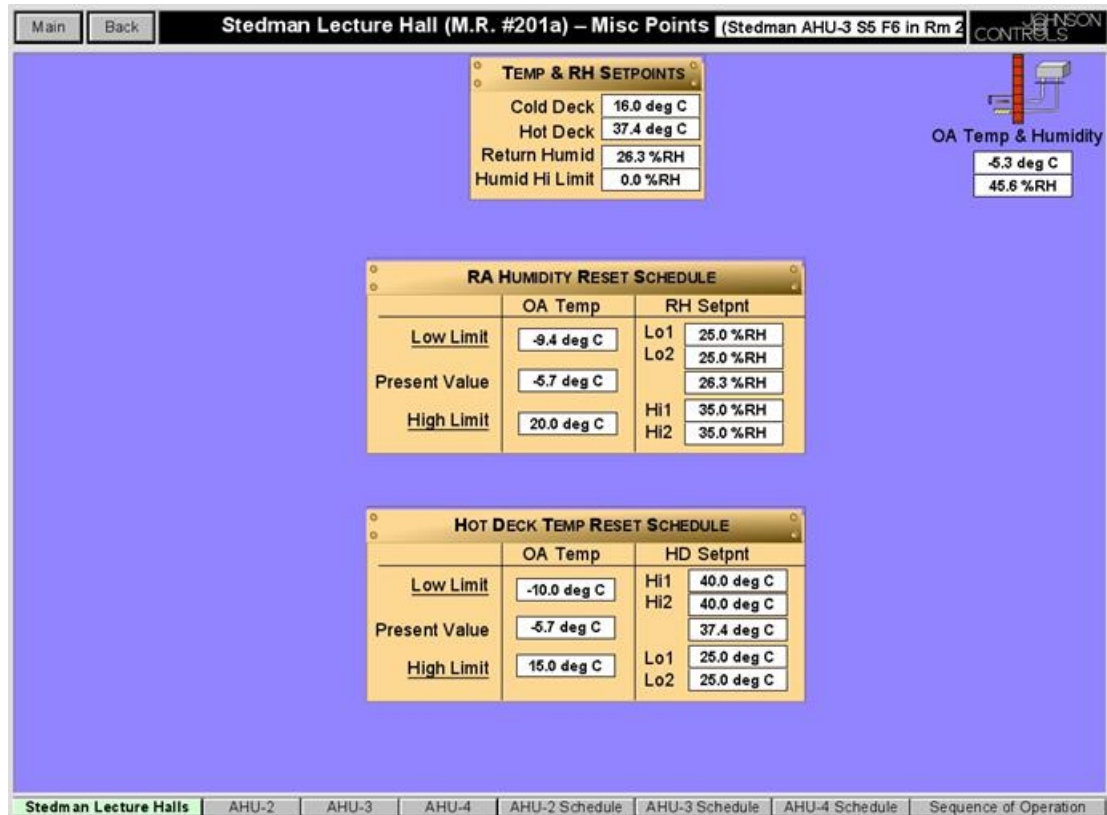 Main Back Stedman Lecture Hall (M.R. #201a) – Misc Points (Stedman AHU-3 S5 F6 in Rm 2 JOHNSON CONTROLS
TEMP & RH SETPOINTS
Cold Deck 16.0 deg C
Hot Deck 37.4 deg C
Return Humid 26.3 %RH
Humid Hi Limit 0.0 %RH
OA Temp & Humidity
-5.3 deg C
45.6 %RH
RA HUMIDITY RESET SCHEDULE
OA Temp RH Setpnt
Low Limit -9.4 deg C Lo1 25.0 %RH
Lo2 25.0 %RH
Present Value -5.7 deg C 26.3 %RH
High Limit 20.0 deg C Hi1 35.0 %RH
Hi2 35.0 %RH
HOT DECK TEMP RESET SCHEDULE
OA Temp HD Setpnt
Low Limit -10.0 deg C Hi1 40.0 deg C
Hi2 40.0 deg C
Present Value -5.7 deg C 37.4 deg C
High Limit 15.0 deg C Lo1 25.0 deg C
Lo2 25.0 deg C
Stedman Lecture Halls AHU-2 AHU-3 AHU-4 AHU-2 Schedule AHU-3 Schedule AHU-4 Schedule Sequence of Operation